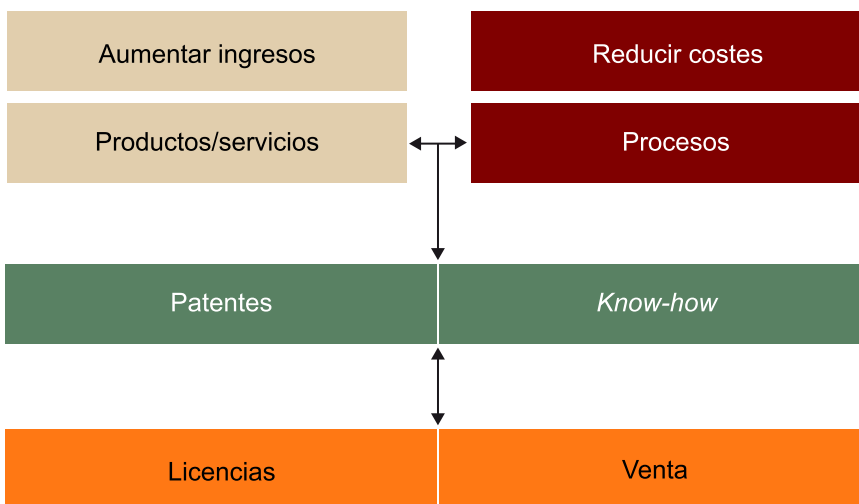 Aumentar ingresos
Reducir costes
Productos/servicios
Procesos
Patentes
Know-how
Licencias
Venta